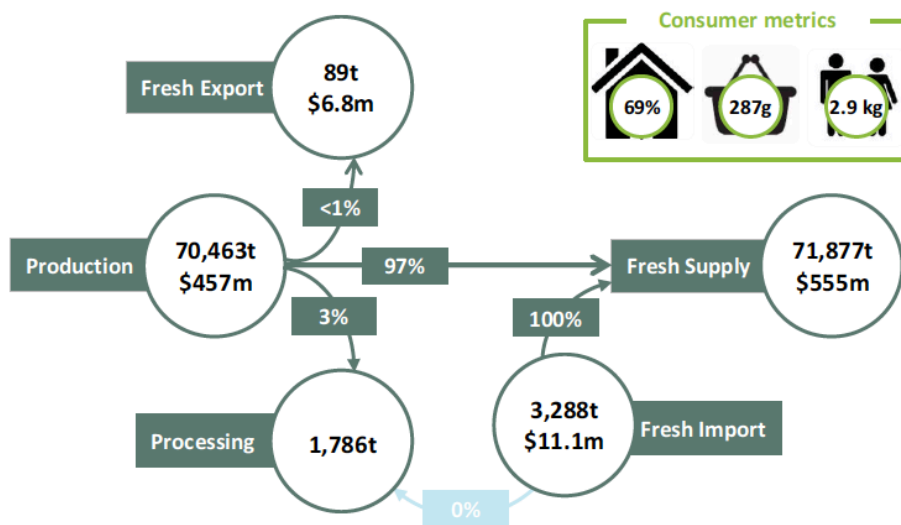 Consumer metrics
69%
287g
2.9 kg
Fresh Export
89t
$6.8m
<1%
Production
70,463t
$457m
97%
Fresh Supply
71,877t
$555m
3%
100%
Processing
1,786t
3,288t
$11.1m
Fresh Import
0%